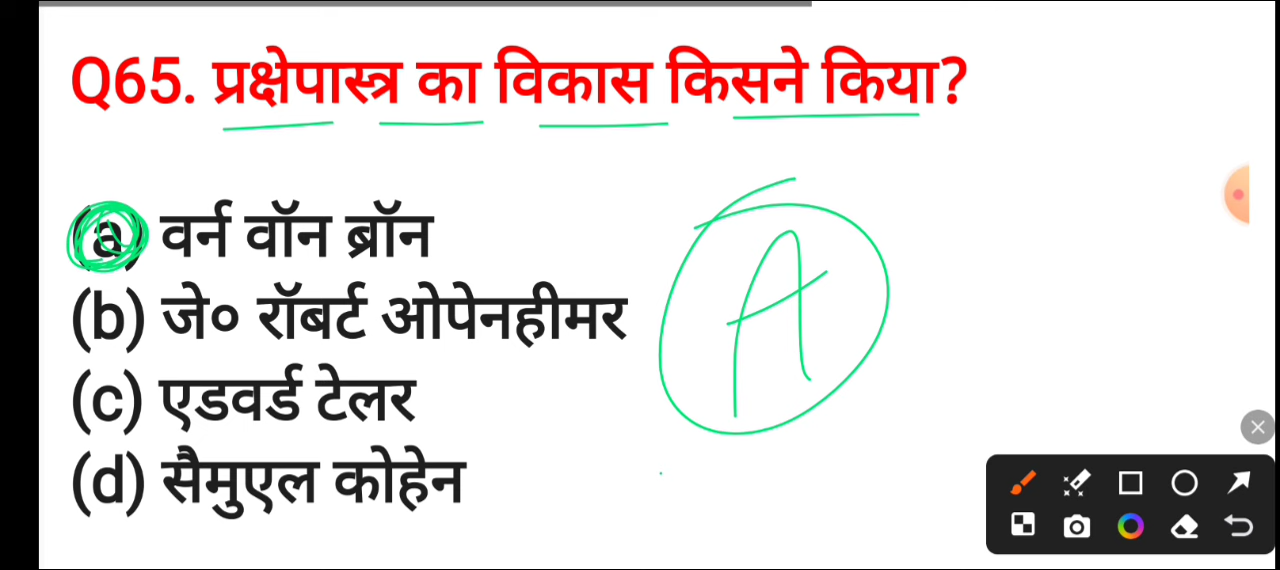 Q65. प्रक्षेपास्त्र का विकास किसने किया?
(a) वर्न वॉन ब्रॉन
A
(b) जे० रॉबर्ट ओपेनहीमर
(c) एडवर्ड टेलर
(d) सैमुएल कोहेन